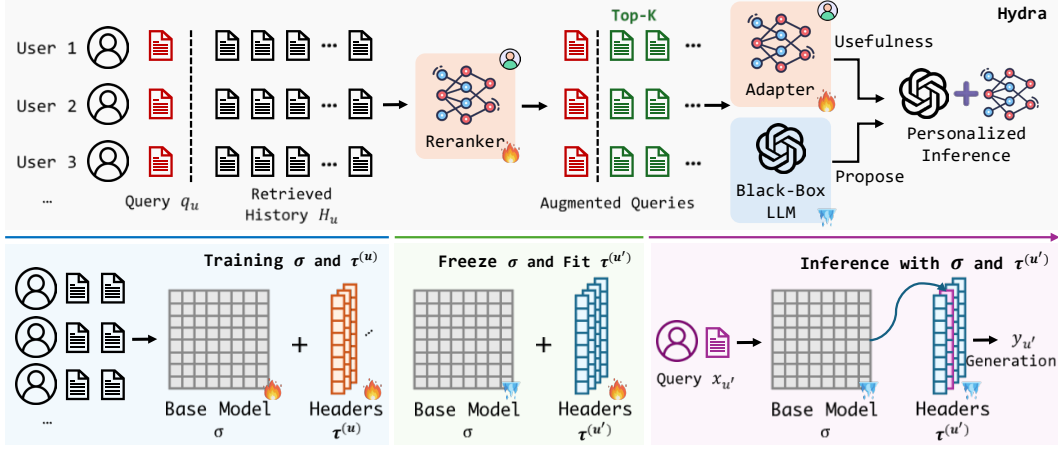 Hydra
Top-K
User 1
User 2
User 3
...
Query q_u
...
...
...
Retrieved
History H_u
Reranker
...
...
...
Augmented Queries
Adapter
Black-Box
LLM
Usefulness
Propose
Personalized
Inference
Training σ and τ^(u)
...
+
...
Base Model
σ
Headers
τ^(u)
Freeze σ and Fit τ^(u')
+
Base Model
σ
Headers
τ^(u')
Inference with σ and τ^(u')
Query x_u'
Base Model
σ
Headers
τ^(u')
y_u'
Generation